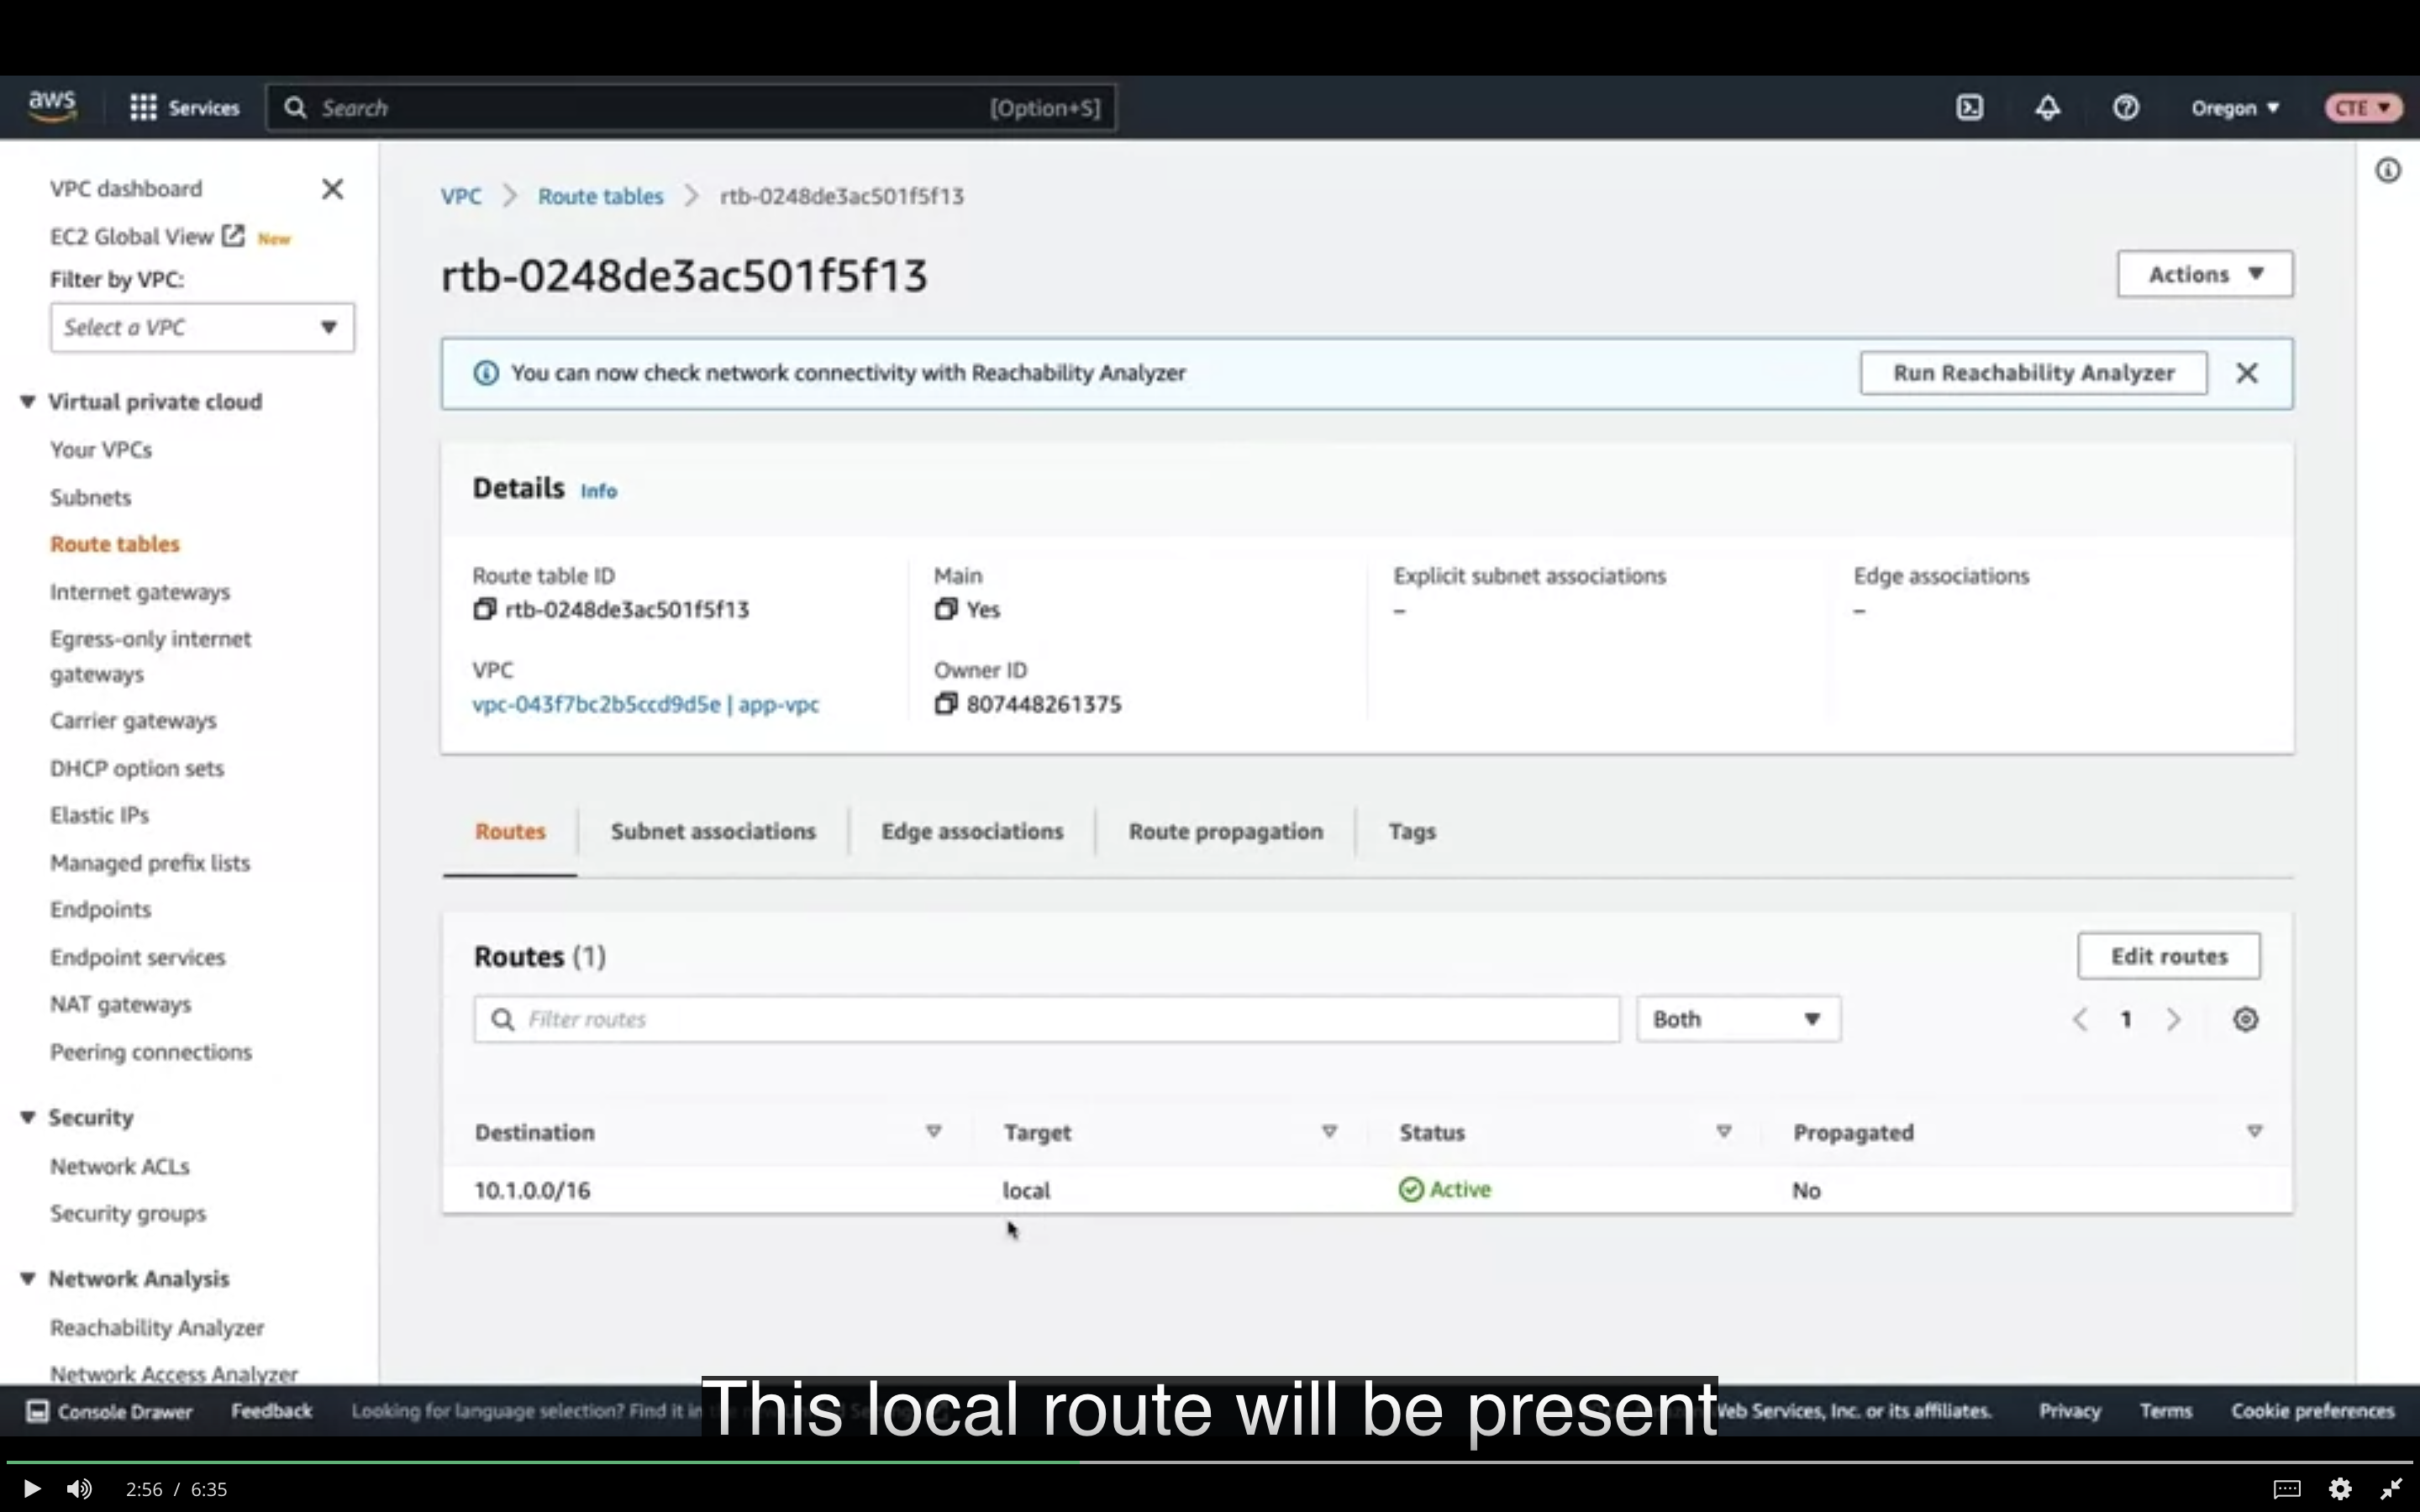 aws Services Search [Option+S] Oregon CTE
VPC dashboard
EC2 Global View New
Filter by VPC:
Select a VPC
Virtual private cloud
Your VPCs
Subnets
Route tables
Internet gateways
Egress-only internet
gateways
Carrier gateways
DHCP option sets
Elastic IPs
Managed prefix lists
Endpoints
Endpoint services
NAT gateways
Peering connections
Security
Network ACLs
Security groups
Network Analysis
Reachability Analyzer
Network Access Analyzer
VPC > Route tables > rtb-0248de3ac501f5f13
rtb-0248de3ac501f5f13
Actions
You can now check network connectivity with Reachability Analyzer
Run Reachability Analyzer
Details Info
Route table ID
rtb-0248de3ac501f5f13
Main
Yes
Explicit subnet associations
–
Edge associations
–
VPC
vpc-043f7bc2b5ccd9d5e | app-vpc
Owner ID
807448261375
Routes Subnet associations Edge associations Route propagation Tags
Routes (1)
Edit routes
Filter routes
Both
1
Destination Target Status Propagated
10.1.0.0/16 local Active No
Console Drawer Feedback Looking for language selection? Find it in
This local route will be present
Web Services, Inc. or its affiliates. Privacy Terms Cookie preferences
2:56 / 6:35